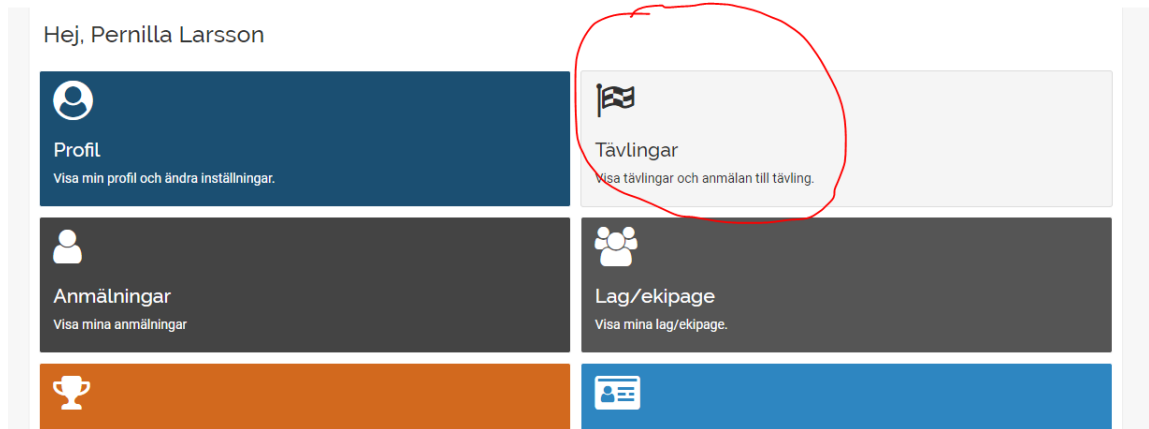 Hej, Pernilla Larsson
Profil
Visa min profil och ändra inställningar.
Tävlingar
Visa tävlingar och anmälan till tävling.
Anmälningar
Visa mina anmälningar
Lag/ekipage
Visa mina lag/ekipage.